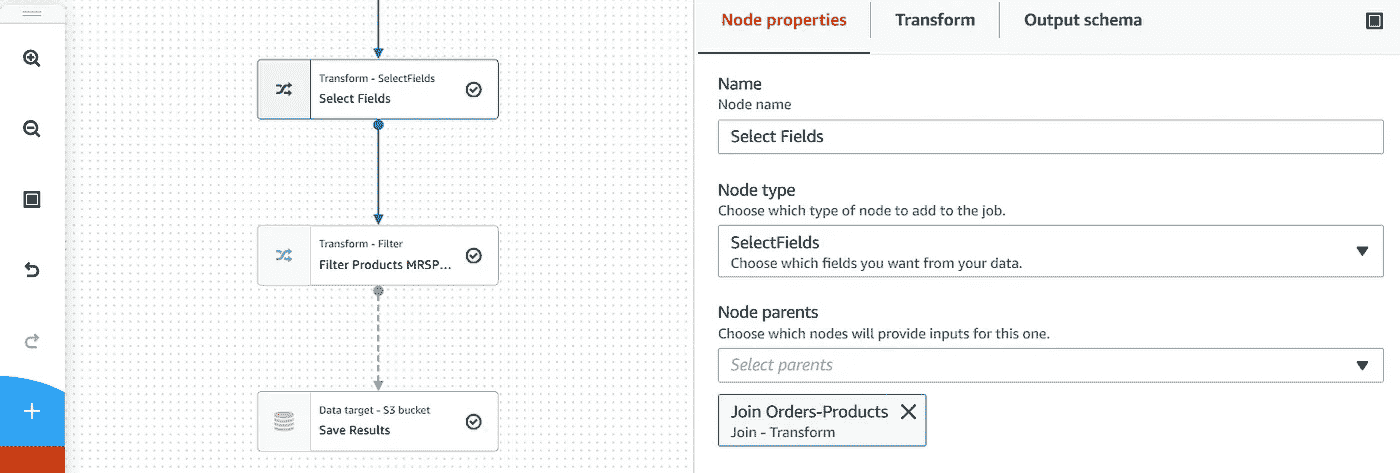 Transform - SelectFields
Select Fields
Transform - Filter
Filter Products MRSP...
Data target - S3 bucket
Save Results
Node properties
Transform
Output schema
Name
Node name
Select Fields
Node type
Choose which type of node to add to the job.
SelectFields
Choose which fields you want from your data.
Node parents
Choose which nodes will provide inputs for this one.
Select parents
Join Orders-Products
Join - Transform